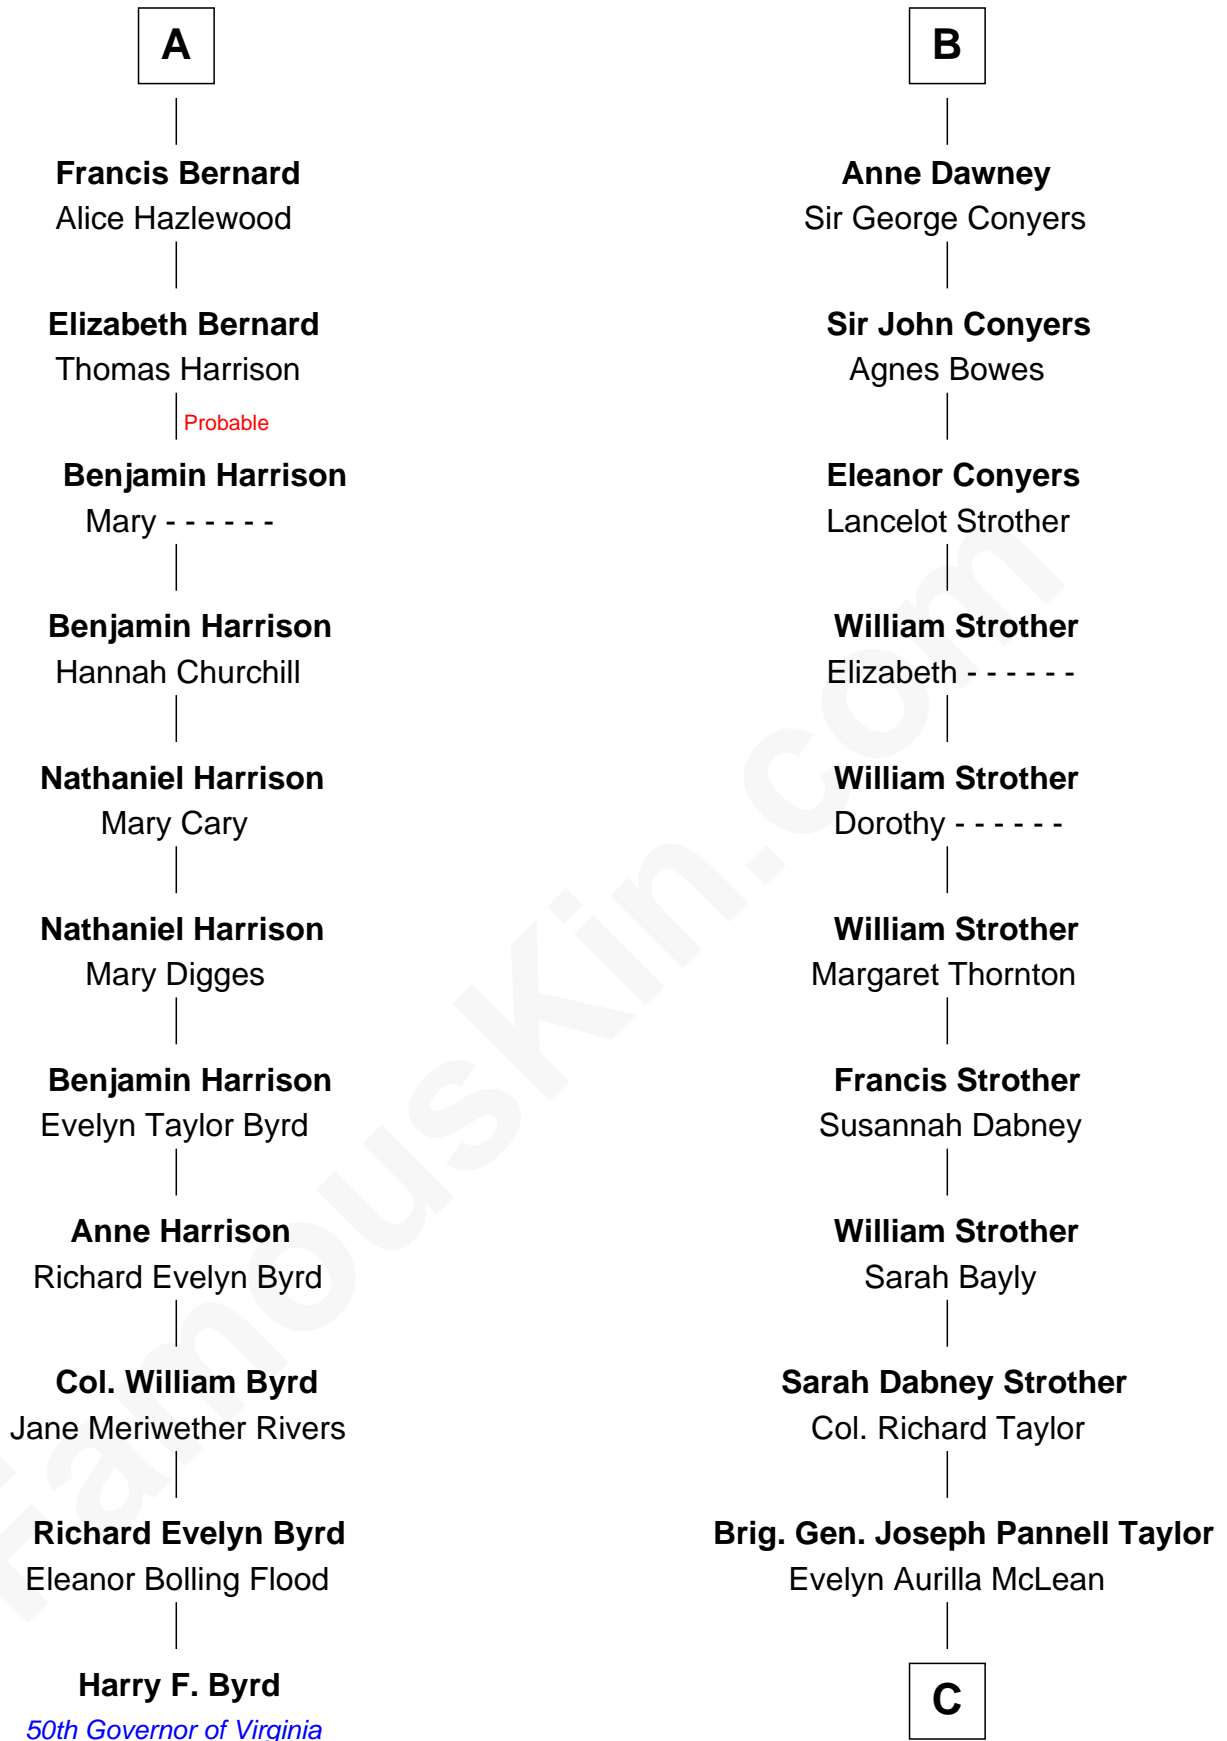 A
Francis Bernard
Alice Hazlewood
Elizabeth Bernard
Thomas Harrison
Probable
Benjamin Harrison
Mary - - - - - -
Benjamin Harrison
Hannah Churchill
Nathaniel Harrison
Mary Cary
Nathaniel Harrison
Mary Digges
Benjamin Harrison
Evelyn Taylor Byrd
Anne Harrison
Richard Evelyn Byrd
Col. William Byrd
Jane Meriwether Rivers
Richard Evelyn Byrd
Eleanor Bolling Flood
Harry F. Byrd
50th Governor of Virginia
B
Anne Dawney
Sir George Conyers
Sir John Conyers
Agnes Bowes
Eleanor Conyers
Lancelot Strother
William Strother
Elizabeth - - - - - -
William Strother
Dorothy - - - - - -
William Strother
Margaret Thornton
Francis Strother
Susannah Dabney
William Strother
Sarah Bayly
Sarah Dabney Strother
Col. Richard Taylor
Brig. Gen. Joseph Pannell Taylor
Evelyn Aurilla McLean
C
FamousKin.com